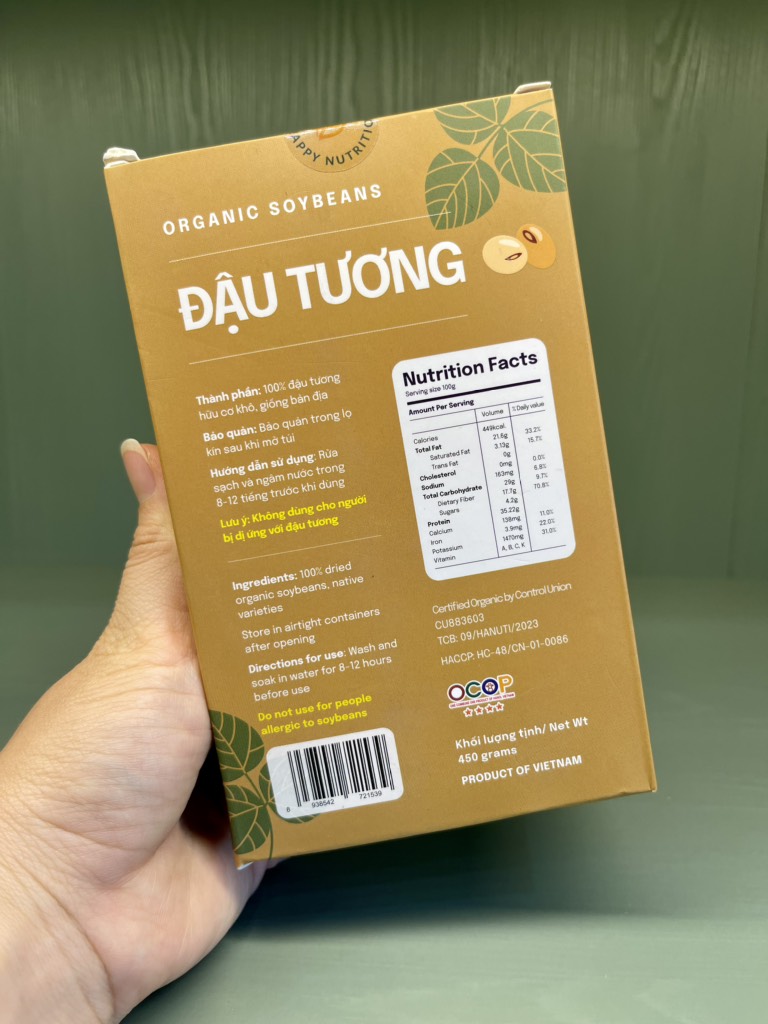 APPY NUTRITIO
ORGANIC SOYBEANS
ĐẬU TƯƠNG
Thành phần: 100% đậu tương
hữu cơ khô, giống bản địa
Bảo quản: Bảo quản trong lọ
kín sau khi mở túi
Hướng dẫn sử dụng: Rửa
sạch và ngâm nước trong
8-12 tiếng trước khi dùng
Lưu ý: Không dùng cho người
bị dị ứng với đậu tương
Ingredients: 100% dried
organic soybeans, native
varieties
Store in airtight containers
after opening
Directions for use: Wash and
soak in water for 8-12 hours
before use
Do not use for people
allergic to soybeans
6 938542 721539
Nutrition Facts
Serving size 100g
Amount Per Serving
Volume % Daily value
Calories 449kcal
Total Fat 21.6g 33.2%
Saturated Fat 3.13g 15.7%
Trans Fat 0g
Cholesterol 0mg 0.0%
Sodium 163mg 6.8%
Total Carbohydrate 29g 9.7%
Dietary Fiber 17.7g 70.8%
Sugars 4.2g
Protein 35.22g
Calcium 138mg 11.0%
Iron 3.9mg 22.0%
Potassium 1470mg 31.0%
Vitamin A, B, C, K
Certified Organic by Control Union
CU883603
TCB: 09/HANUTI/2023
HACCP: HC-48/CN-01-0086
OCOP
Khối lượng tịnh/ Net Wt
450 grams
PRODUCT OF VIETNAM